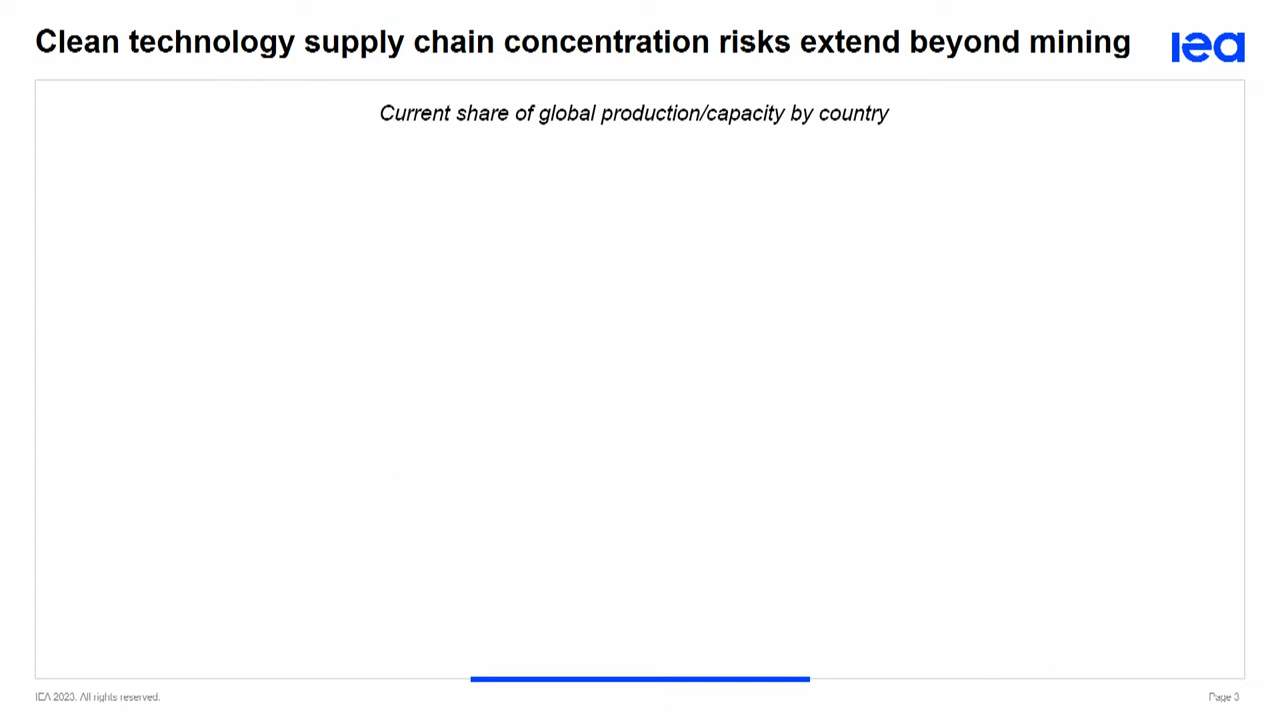 Clean technology supply chain concentration risks extend beyond mining
iea
Current share of global production/capacity by country
IEA 2023. All rights reserved.
Page 3